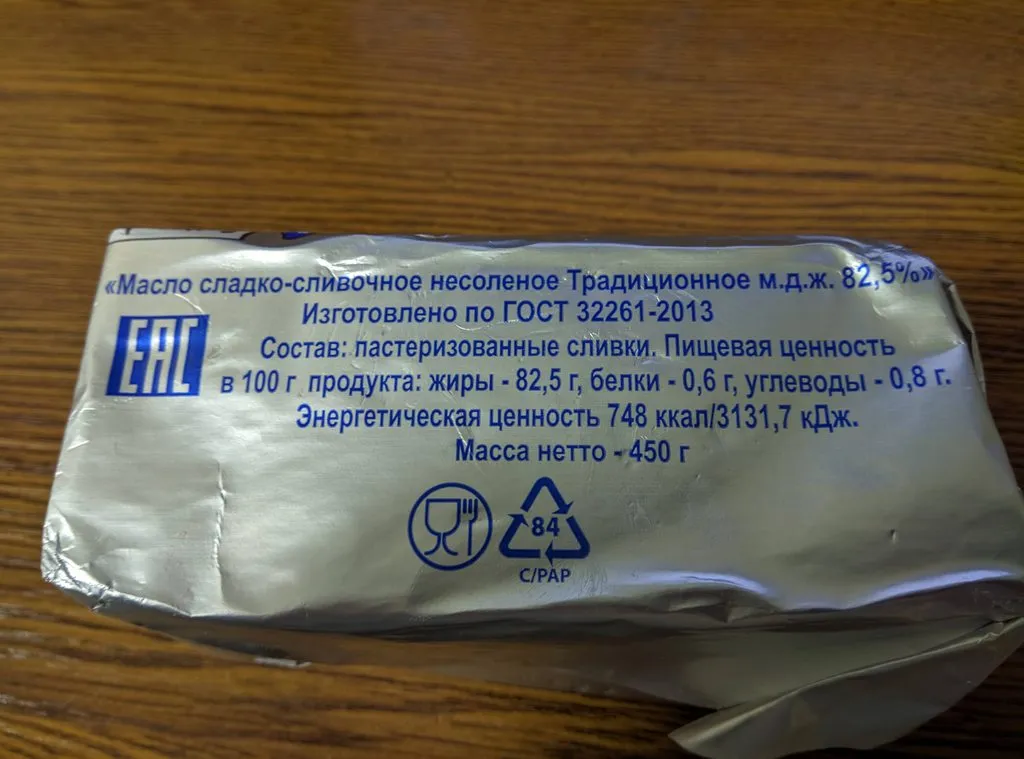 «Масло сладко-сливочное несоленое Традиционное м.д.ж. 82,5%»
Изготовлено по ГОСТ 32261-2013
ЕАС
Состав: пастеризованные сливки. Пищевая ценность
в 100 г продукта: жиры - 82,5 г, белки - 0,6 г, углеводы - 0,8 г.
Энергетическая ценность 748 ккал/3131,7 кДж.
Масса нетто - 450 г
84
C/PAP